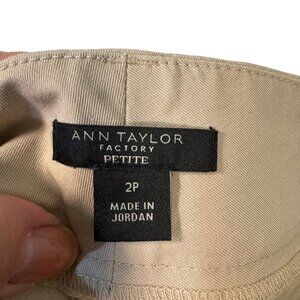 ANN TAYLOR
FACTORY
PETITE
2P
MADE IN
JORDAN